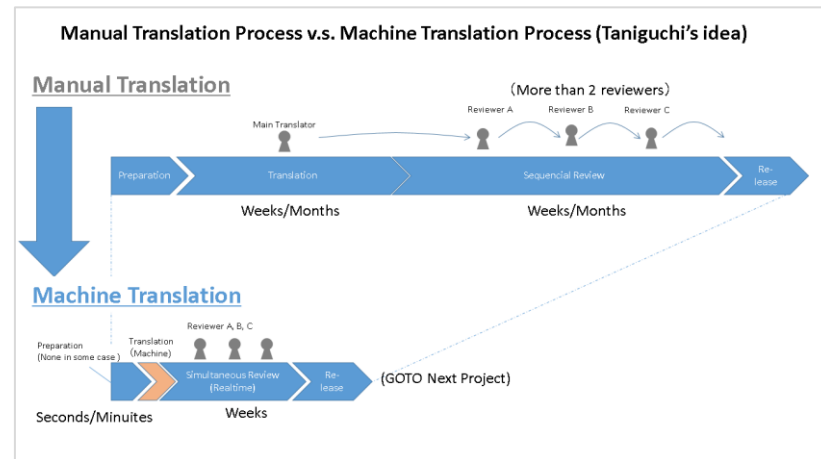 Manual Translation Process v.s. Machine Translation Process (Taniguchi's idea)
Manual Translation
(More than 2 reviewers)
Main Translator
Reviewer A
Reviewer B
Reviewer C
Preparation
Translation
Sequencial Review
Re-
lease
Weeks/Months
Weeks/Months
Machine Translation
Preparation
(None in some case)
Translation
(Machine)
Reviewer A, B, C
Simultaneous Review
(Realtime)
Re-
lease
(GOTO Next Project)
Seconds/Minuites
Weeks